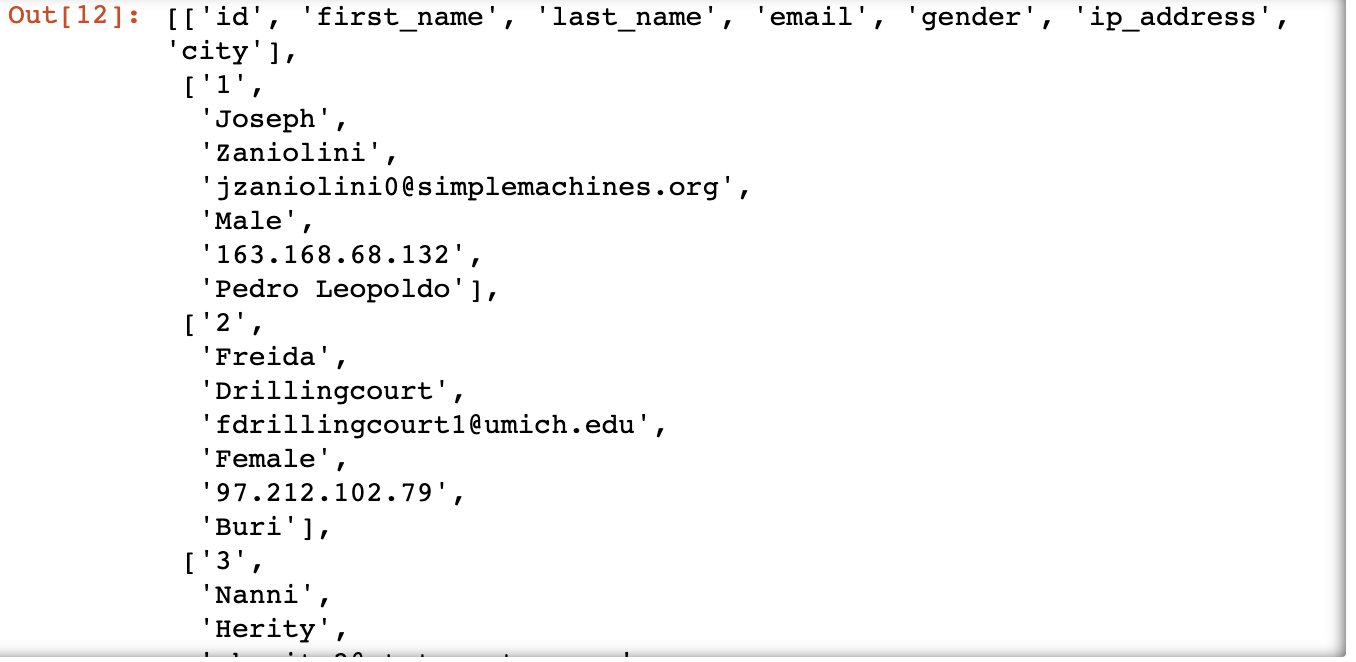 Out[12]: [['id', 'first_name', 'last_name', 'email', 'gender', 'ip_address',
'city'],
['1',
'Joseph',
'Zaniolini',
'jzaniolini0@simplemachines.org',
'Male',
'163.168.68.132',
'Pedro Leopoldo'],
['2',
'Freida',
'Drillingcourt',
'fdrillingcourt1@umich.edu',
'Female',
'97.212.102.79',
'Buri'],
['3',
'Nanni',
'Herity',